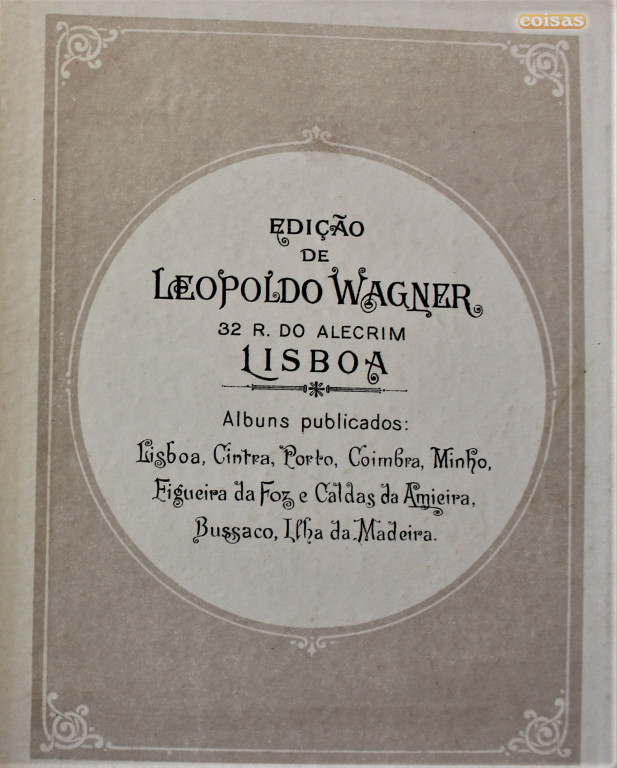 coisas
EDIÇÃO
DE
LEOPOLDO WAGNER
32 R. DO ALECRIM
LISBOA
Albuns publicados:
Lisboa, Cintra, Porto, Coimbra, Minho,
Figueira da Foz e Caldas da Amieira,
Bussaco, Ilha da Madeira.